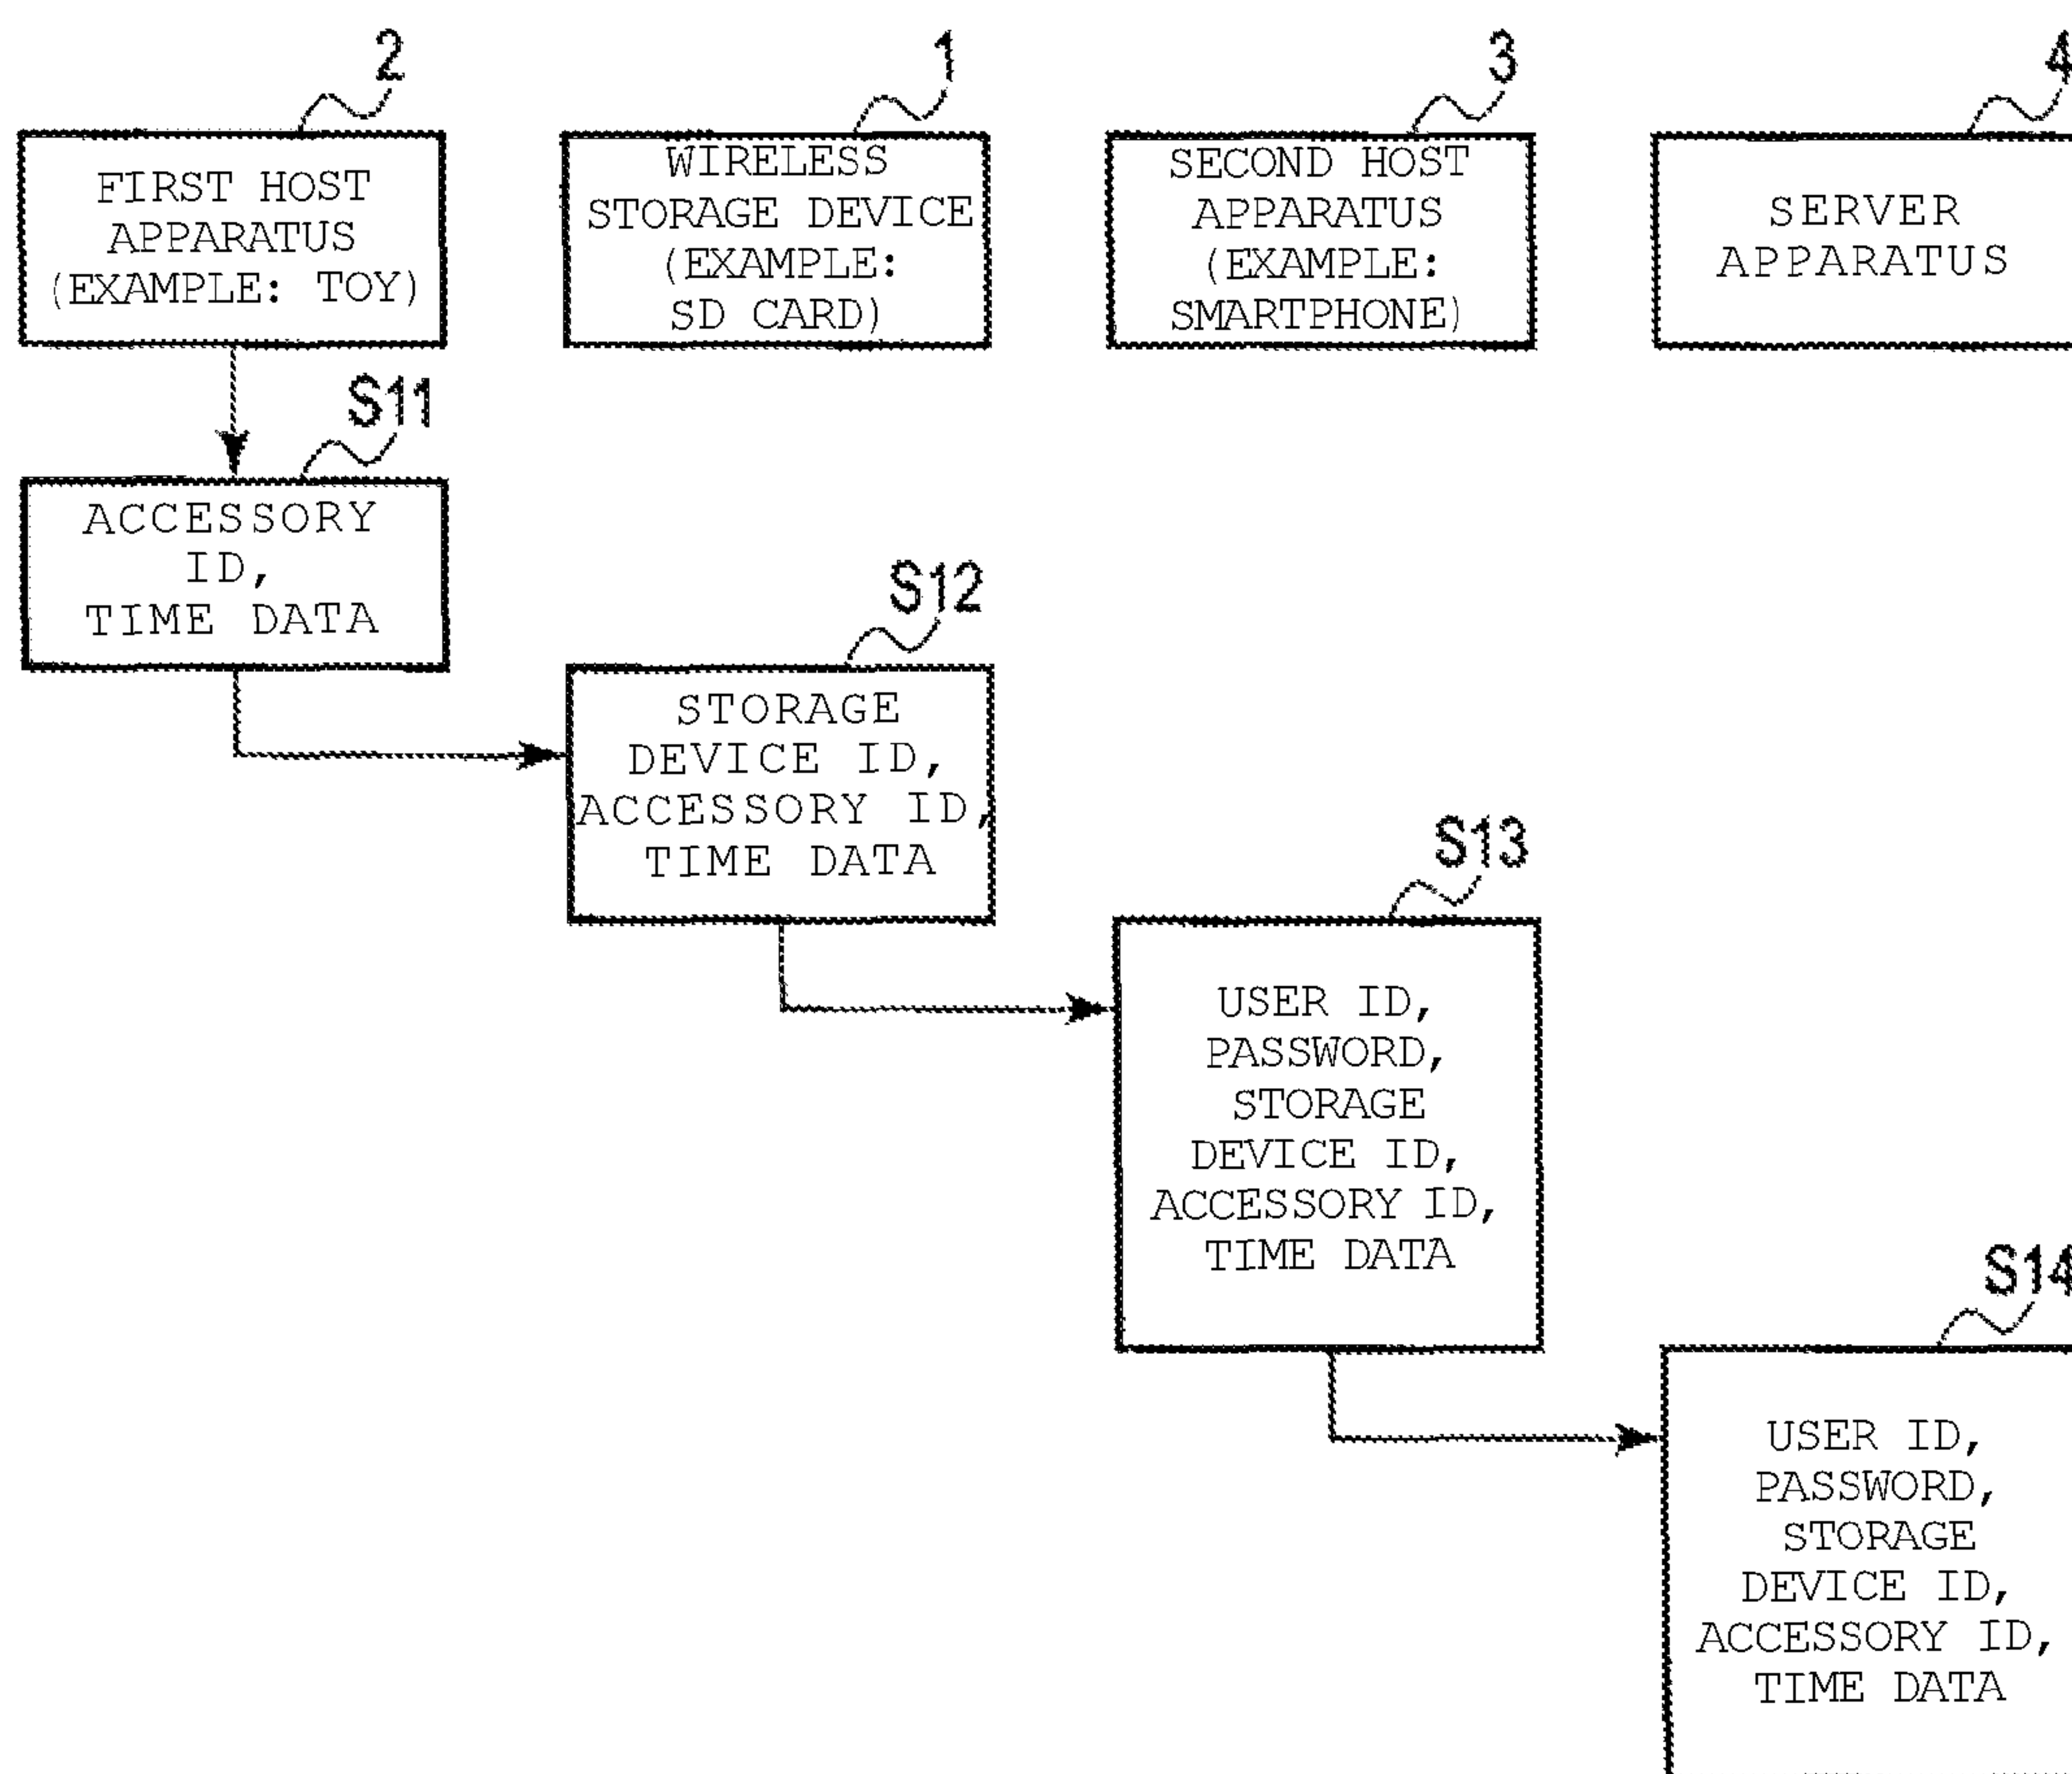 2
1
3
4
FIRST HOST
APPARATUS
(EXAMPLE: TOY)
WIRELESS
STORAGE DEVICE
(EXAMPLE:
SD CARD)
SECOND HOST
APPARATUS
(EXAMPLE:
SMARTPHONE)
SERVER
APPARATUS
S11
ACCESSORY
ID,
TIME DATA
S12
STORAGE
DEVICE ID,
ACCESSORY ID,
TIME DATA
S13
USER ID,
PASSWORD,
STORAGE
DEVICE ID,
ACCESSORY ID,
TIME DATA
S14
USER ID,
PASSWORD,
STORAGE
DEVICE ID,
ACCESSORY ID,
TIME DATA